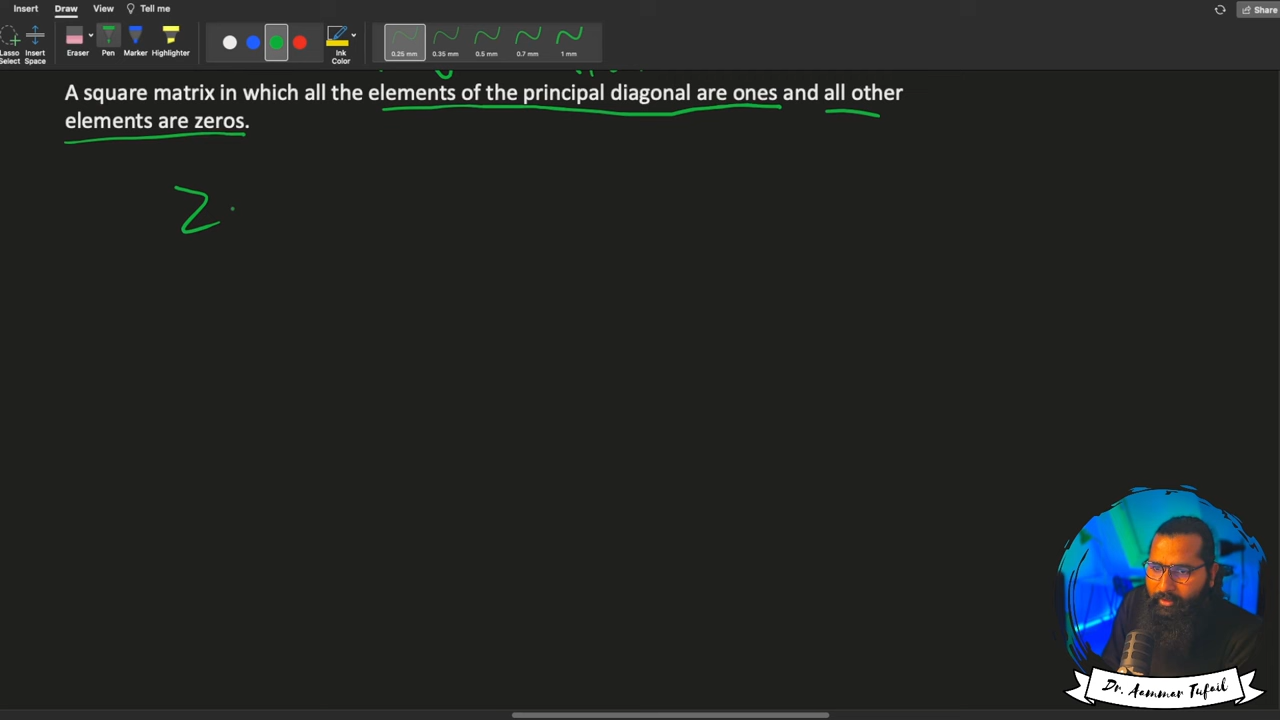 Insert Draw View Tell me
Share
Lasso Select
Insert Space
Eraser
Pen
Marker
Highlighter
Ink Color
0.25 mm
0.35 mm
0.5 mm
0.7 mm
1 mm
A square matrix in which all the elements of the principal diagonal are ones and all other
elements are zeros.
Dr. Aammar Tufail